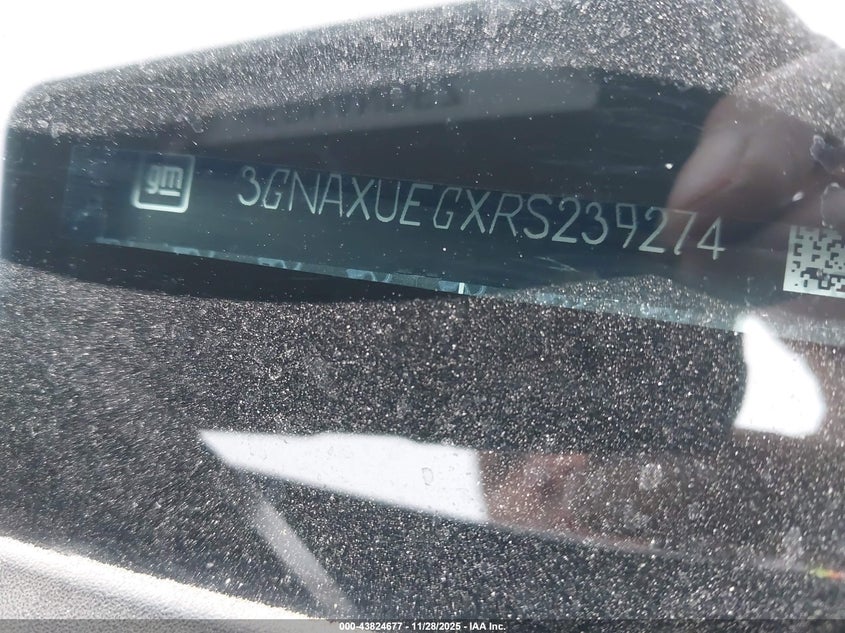 gm 3GNAXUEGXRS239274
000-43824677 - 11/28/2025 - IAA Inc.